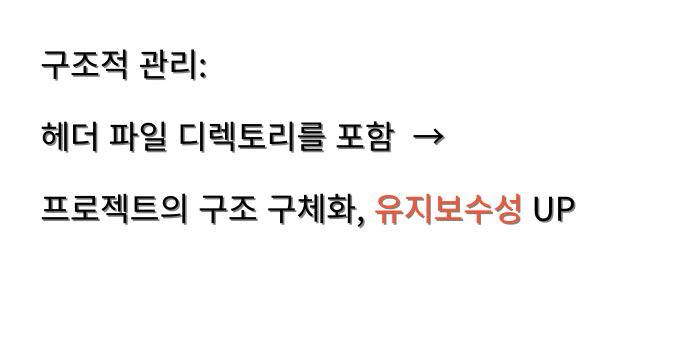 구조적 관리:
헤더 파일 디렉토리를 포함 →
프로젝트의 구조 구체화, 유지보수성 UP